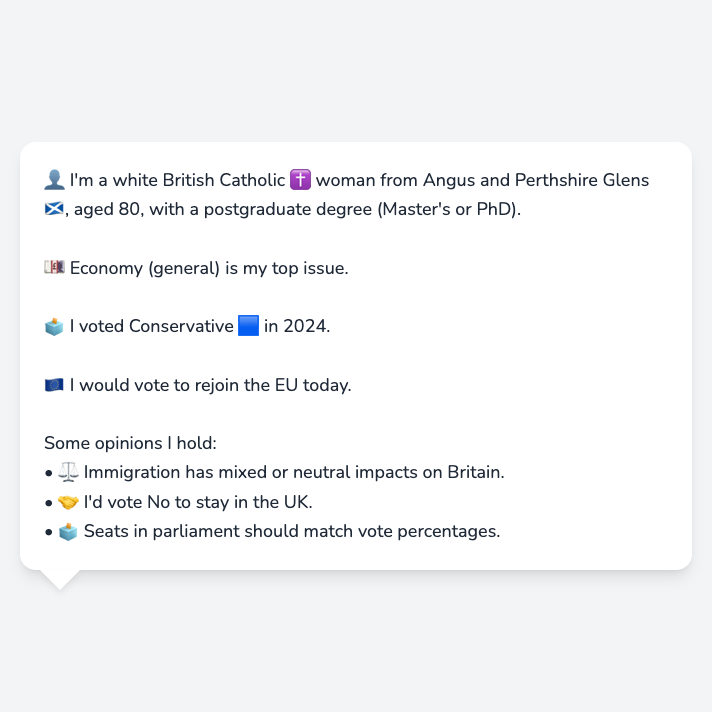 👤 I'm a white British Catholic ✝️ woman from Angus and Perthshire Glens
🏴󠁧󠁢󠁳󠁣󠁴󠁿, aged 80, with a postgraduate degree (Master's or PhD).
💷 Economy (general) is my top issue.
🗳️ I voted Conservative 🟦 in 2024.
🇪🇺 I would vote to rejoin the EU today.
Some opinions I hold:
• ⚖️ Immigration has mixed or neutral impacts on Britain.
• 🤝 I'd vote No to stay in the UK.
• 🗳️ Seats in parliament should match vote percentages.